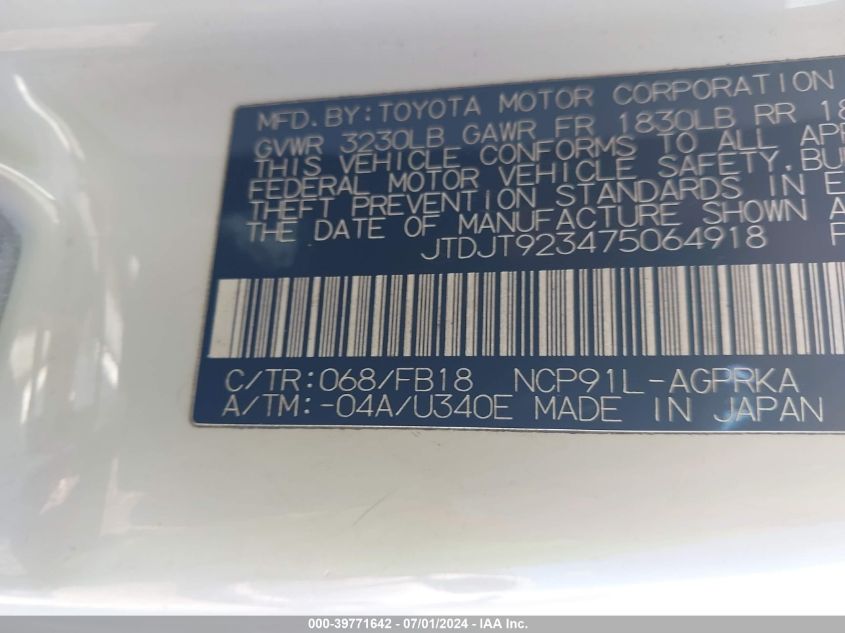 MFD.BY:TOYOTA MOTOR CORPORATION
GVWR 3230LB GAWR FR 1830LB RR 18
THIS VEHICLE CONFORMS TO ALL APP
FEDERAL MOTOR VEHICLE SAFETY,BUM
THEFT PREVENTION STANDARDS IN E
THE DATE OF MANUFACTURE SHOWN A
JTDJT923475064918
C/TR:068/FB18 NCP91L-AGPRKA
A/TM:-04A/U340E MADE IN JAPAN
000-39771642 / 07/01/2024 - IAA Inc.